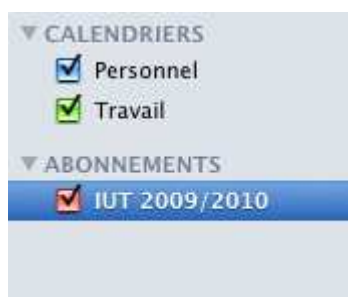 CALENDRIERS
Personnel
Travail
ABONNEMENTS
IUT 2009/2010